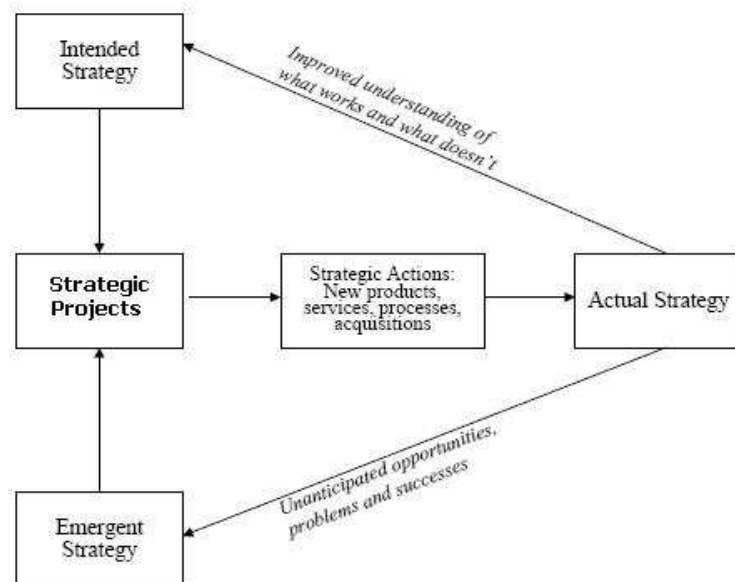 Intended
Strategy
Improved understanding of
what works and what doesn't
Strategic
Projects
Strategic Actions:
New products,
services, processes,
acquisitions
Actual Strategy
Unanticipated opportunities,
problems and successes
Emergent
Strategy